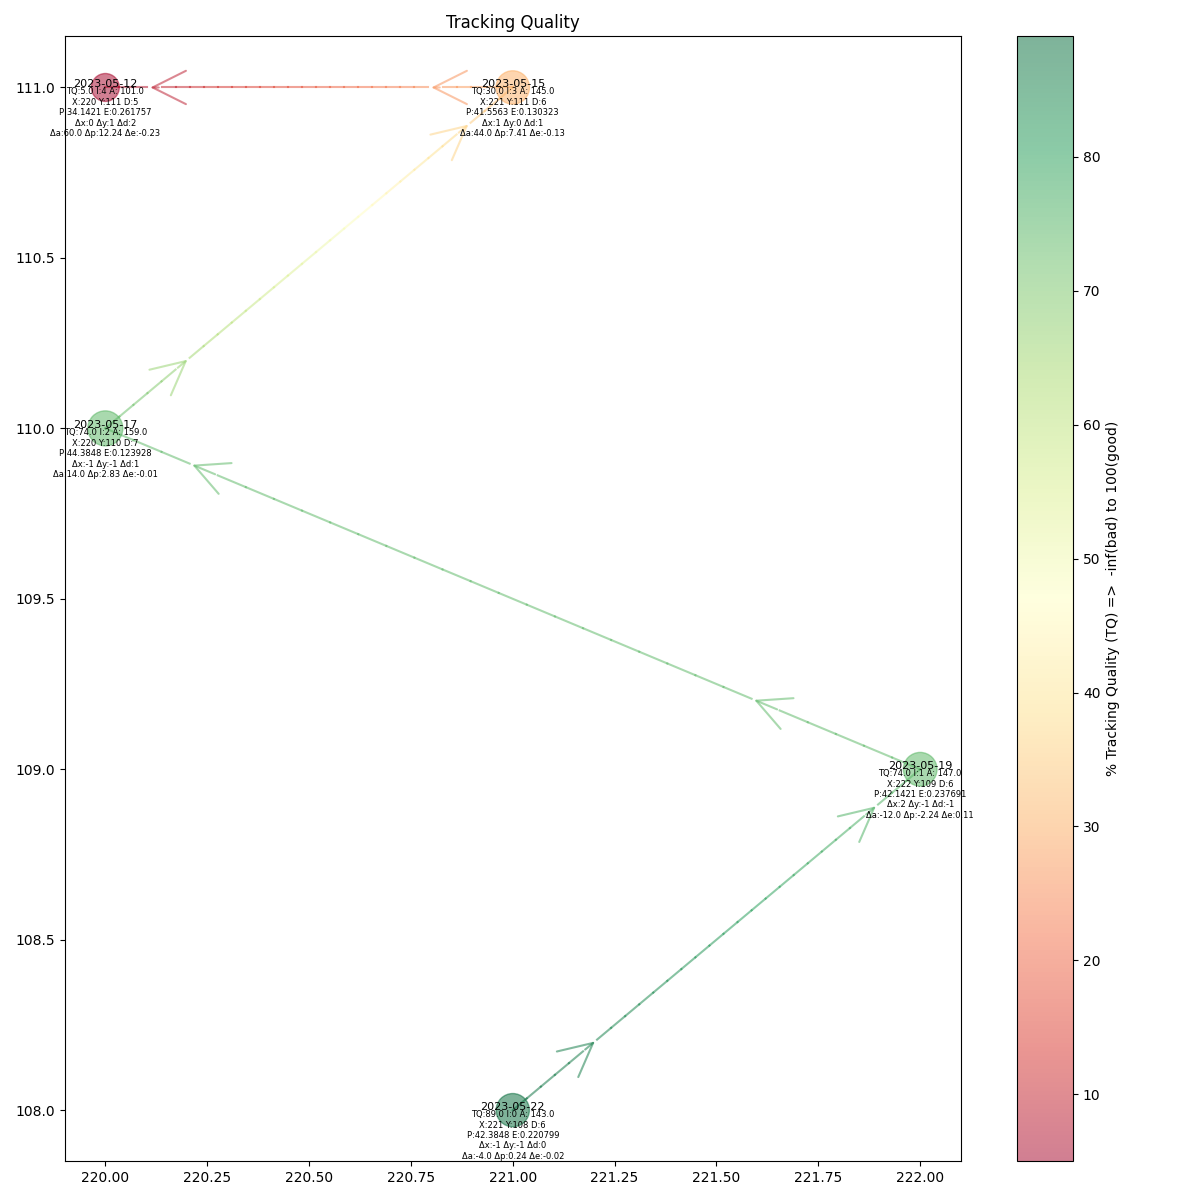 Tracking Quality
111.0
110.5
110.0
109.5
109.0
108.5
108.0
2023-05-12
TQ:5.0 I:4 A: 101.0
X:220 Y:111 D:5
P:34.1421 E:0.261757
Δx:0 Δy:1 Δd:2
Δa:60.0 Δp:12.24 Δe:-0.23
2023-05-15
TQ:30.0 I:3 A: 145.0
X:221 Y:111 D:6
P:41.5563 E:0.130323
Δx:1 Δy:0 Δd:1
Δa:44.0 Δp:7.41 Δe:-0.13
2023-05-17
TQ:74.0 I:2 A: 159.0
X:220 Y:110 D:7
P:44.3848 E:0.123928
Δx:-1 Δy:-1 Δd:1
Δa:14.0 Δp:2.83 Δe:-0.01
2023-05-19
TQ:74.0 I:1 A: 147.0
X:222 Y:109 D:6
P:42.1421 E:0.237691
Δx:2 Δy:-1 Δd:-1
Δa:-12.0 Δp:-2.24 Δe:0.11
2023-05-22
TQ:89.0 I:0 A: 143.0
X:221 Y:108 D:6
P:42.3848 E:0.220799
Δx:-1 Δy:-1 Δd:0
Δa:-4.0 Δp:0.24 Δe:-0.02
220.00 220.25 220.50 220.75 221.00 221.25 221.50 221.75 222.00
80
70
60
50
40
30
20
10
% Tracking Quality (TQ) => -inf(bad) to 100(good)